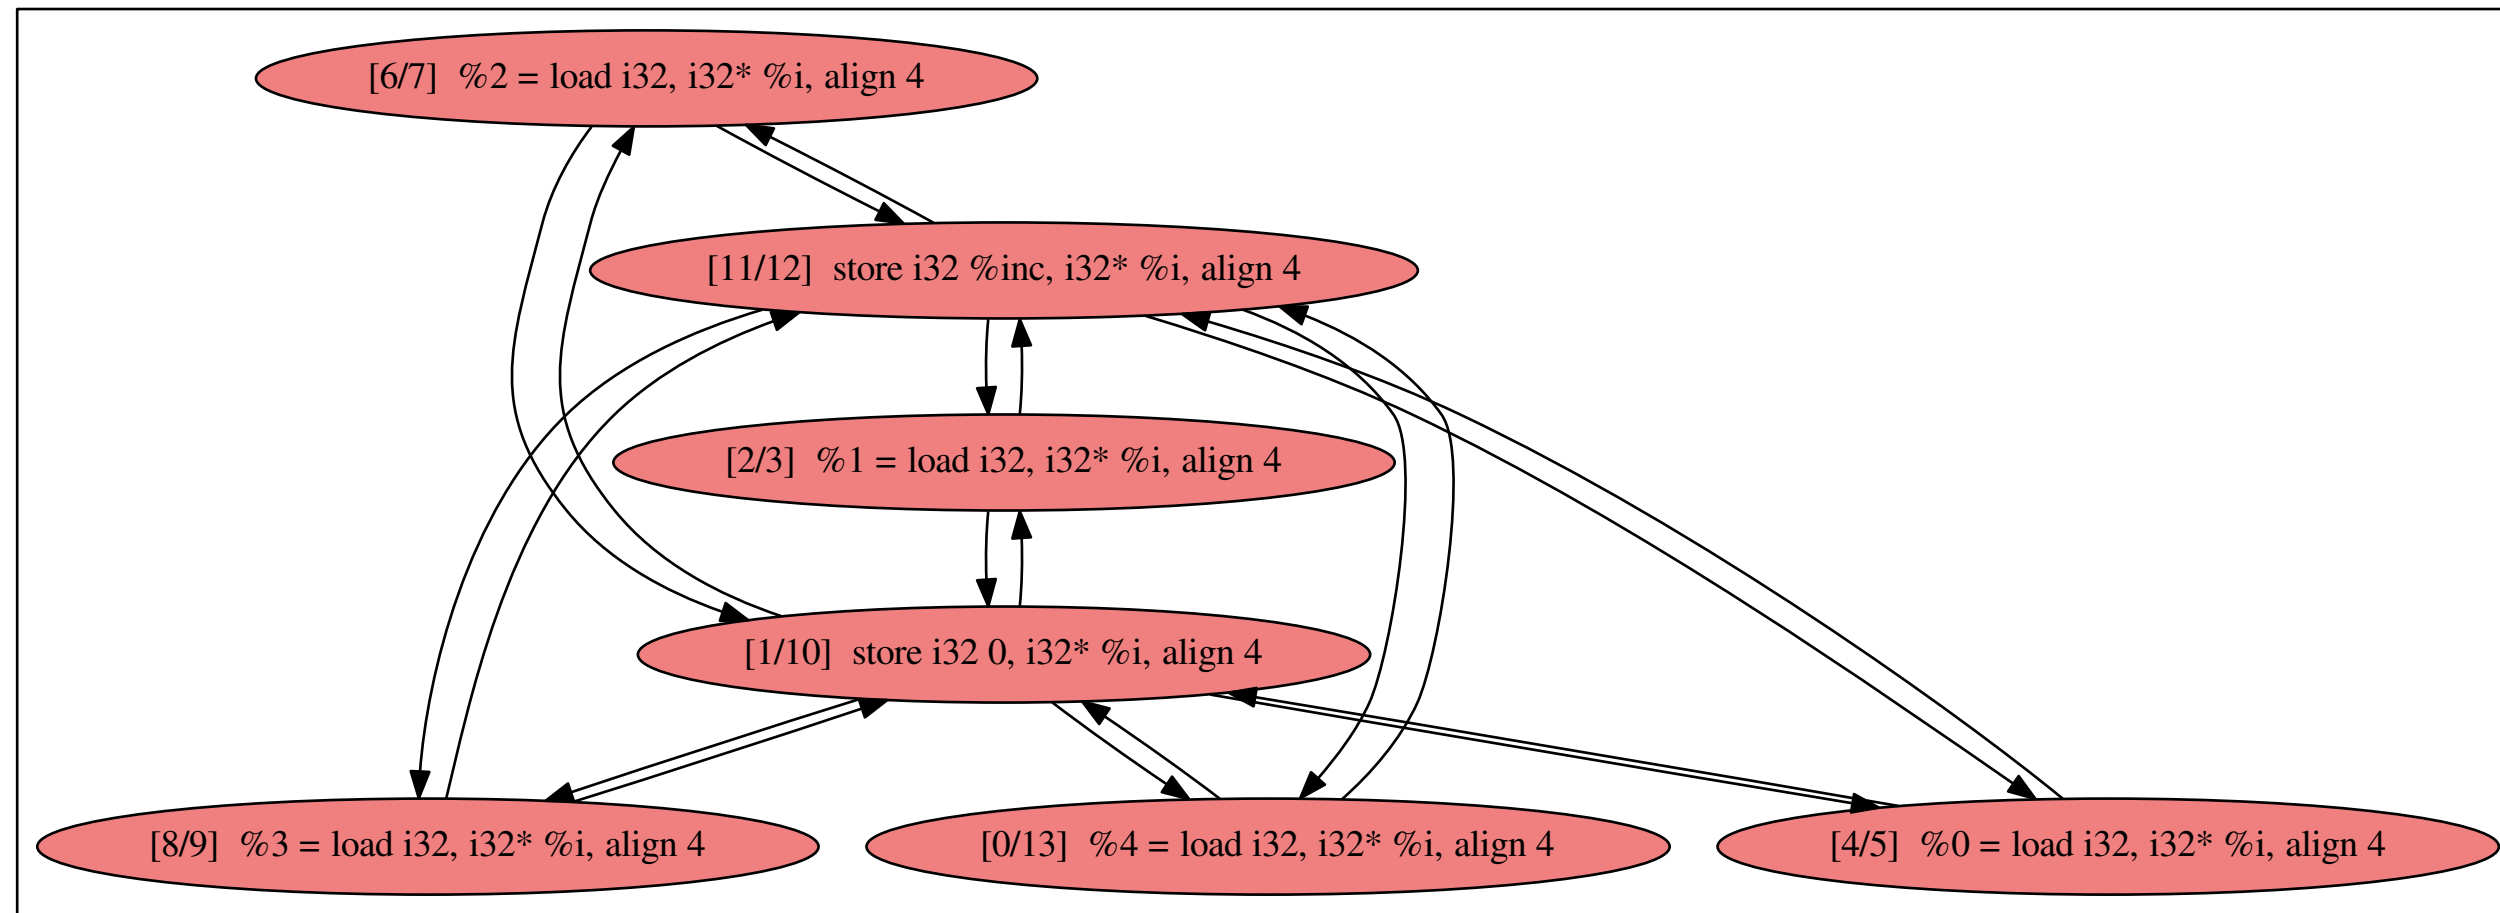 [6/7]  %2 = load i32, i32* %i, align 4
[11/12]  store i32 %inc, i32* %i, align 4
[2/3]  %1 = load i32, i32* %i, align 4
[1/10]  store i32 0, i32* %i, align 4
[8/9]  %3 = load i32, i32* %i, align 4
[0/13]  %4 = load i32, i32* %i, align 4
[4/5]  %0 = load i32, i32* %i, align 4